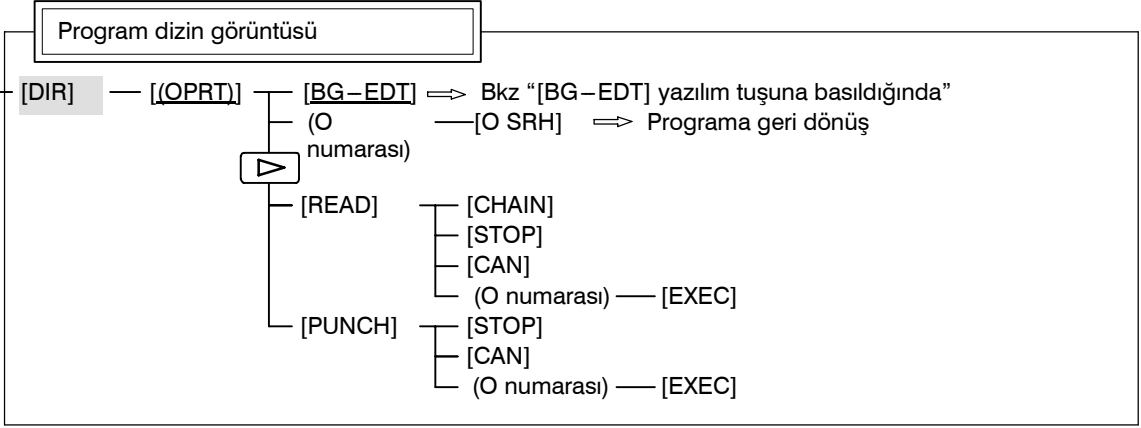 Program dizin görüntüsü
[DIR] [(OPRT)] [BG−EDT] Bkz “[BG−EDT] yazılım tuşuna basıldığında”
(O [O SRH] Programa geri dönüş
numarası)
[READ] [CHAIN]
[STOP]
[CAN]
(O numarası) [EXEC]
[PUNCH] [STOP]
[CAN]
(O numarası) [EXEC]